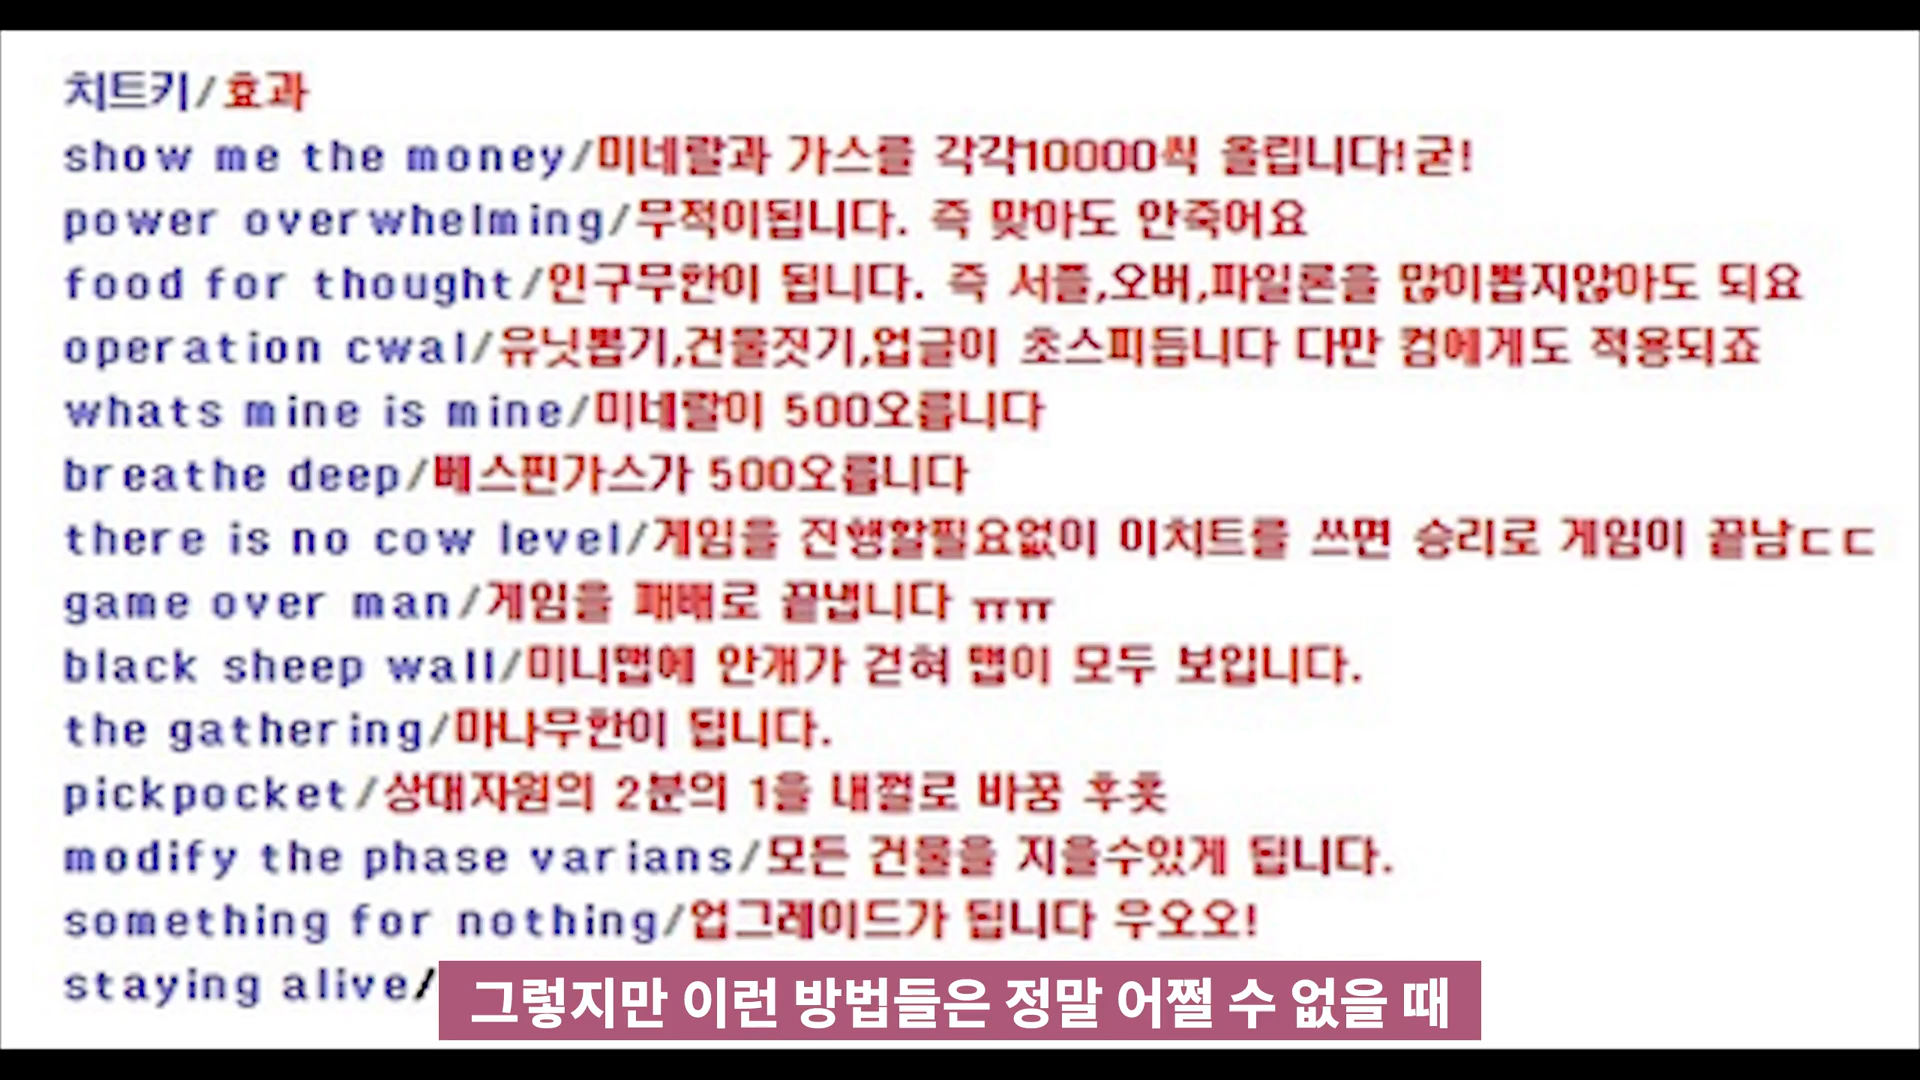 치트키/효과
show me the money/미네랄과 가스를 각각10000씩 올립니다!굳!
power overwhelming/무적이됩니다. 즉 맞아도 안죽어요
food for thought/인구무한이 됩니다. 즉 서플,오버,파일론을 많이뽑지않아도 되요
operation cwal/유닛뽑기,건물짓기,업글이 초스피듭니다 다만 컴에게도 적용되죠
whats mine is mine/미네랄이 500오릅니다
breathe deep/베스핀가스가 500오릅니다
there is no cow level/게임을 진행할필요없이 이치트를 쓰면 승리로 게임이 끝남ㄷㄷ
game over man/게임을 패배로 끝냅니다 ㅠㅠ
black sheep wall/미니맵에 안개가 걷혀 맵이 모두 보입니다.
the gathering/마나무한이 됩니다.
pickpocket/상대자원의 2분의 1을 내껄로 바꿈 후훗
modify the phase varians/모든 건물을 지을수있게 됩니다.
something for nothing/업그레이드가 됩니다 우오오!
staying alive/
그렇지만 이런 방법들은 정말 어쩔 수 없을 때